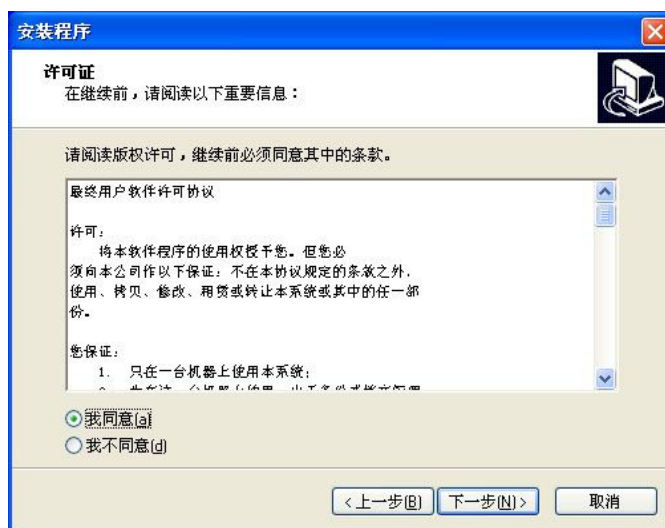 安装程序
许可证
在继续前，请阅读以下重要信息：
请阅读版权许可，继续前必须同意其中的条款。
最终用户软件许可协议
许可：
将本软件程序的使用权授予您。但您必
须向本公司作以下保证：不在本协议规定的条款之外，
使用、拷贝、修改、租赁或转让本系统或其中的任一部
份。
您保证：
1. 只在一台机器上使用本系统；
我同意(a)
我不同意(d)
<上一步(B) 下一步(N)> 取消